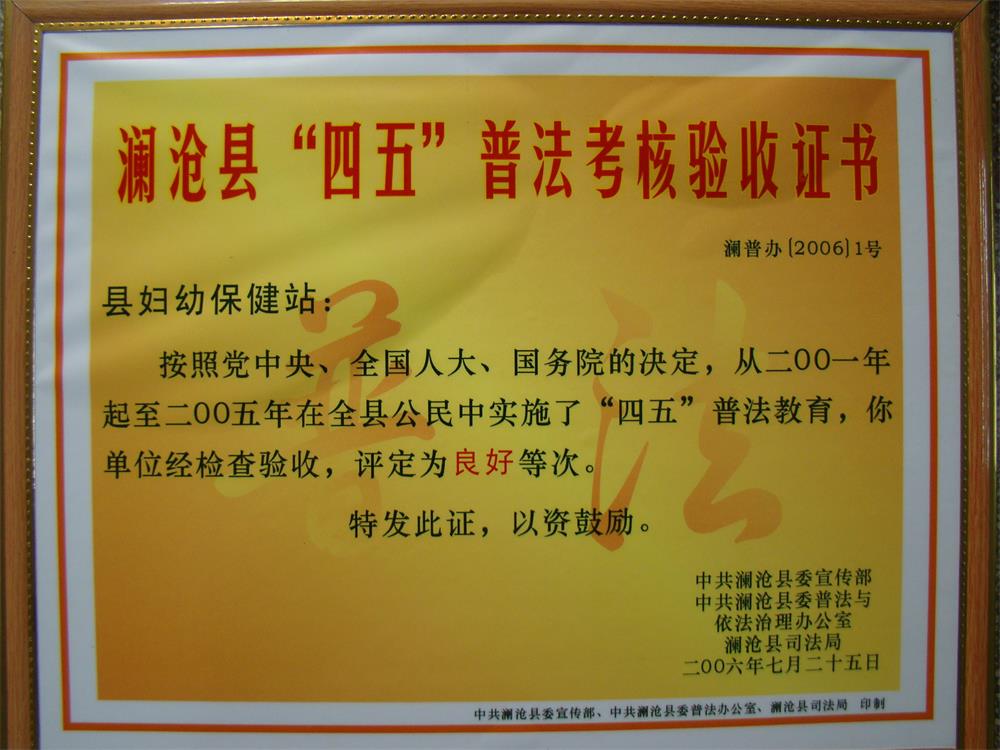 澜沧县“四五”普法考核验收证书
澜普办〔2006〕1号
县妇幼保健站：
按照党中央、全国人大、国务院的决定，从二00一年
起至二00五年在全县公民中实施了“四五”普法教育，你
单位经检查验收，评定为良好等次。
特发此证，以资鼓励。
普法
中共澜沧县委宣传部
中共澜沧县委普法与
依法治理办公室
澜沧县司法局
二00六年七月二十五日
中共澜沧县委宣传部、中共澜沧县委普法办公室、澜沧县司法局 印制